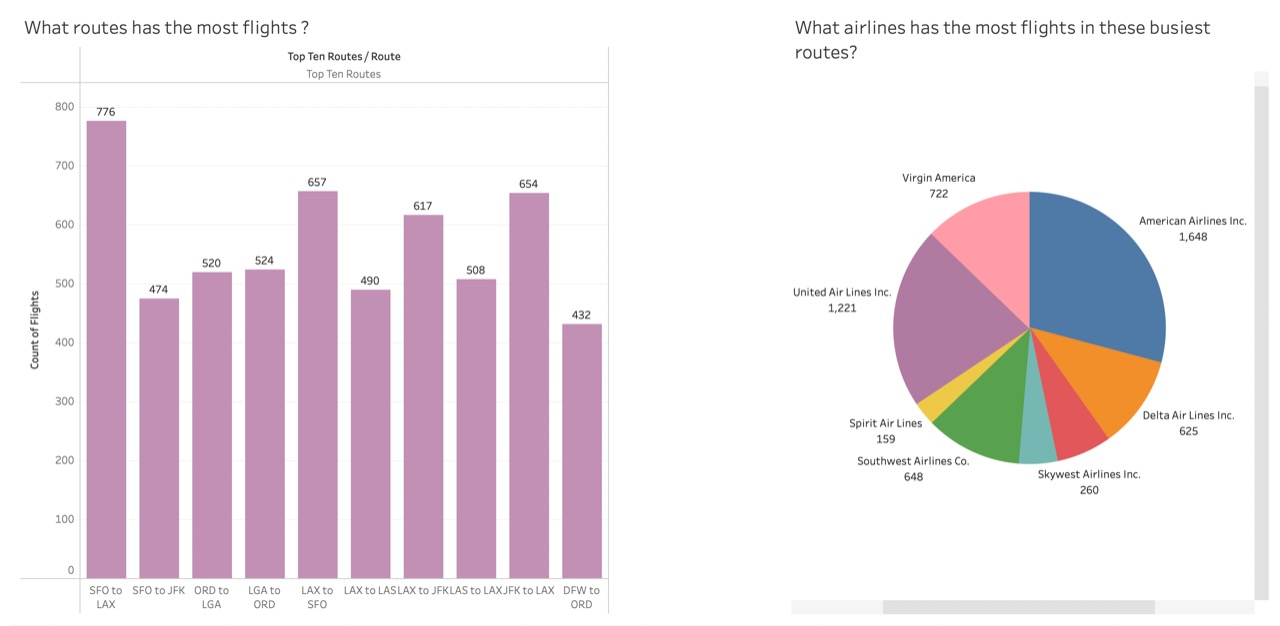 What routes has the most flights ?
Top Ten Routes / Route
Top Ten Routes
Count of Flights
800
700
600
500
400
300
200
100
0
776
474
520
524
657
490
617
508
654
432
SFO to
LAX
SFO to JFK
ORD to
LGA
LGA to
ORD
LAX to
SFO
LAX to LAS
LAX to JFK
LAS to LAX
JFK to LAX
DFW to
ORD
What airlines has the most flights in these busiest
routes?
Virgin America
722
American Airlines Inc.
1,648
United Air Lines Inc.
1,221
Delta Air Lines Inc.
625
Spirit Air Lines
159
Southwest Airlines Co.
648
Skywest Airlines Inc.
260